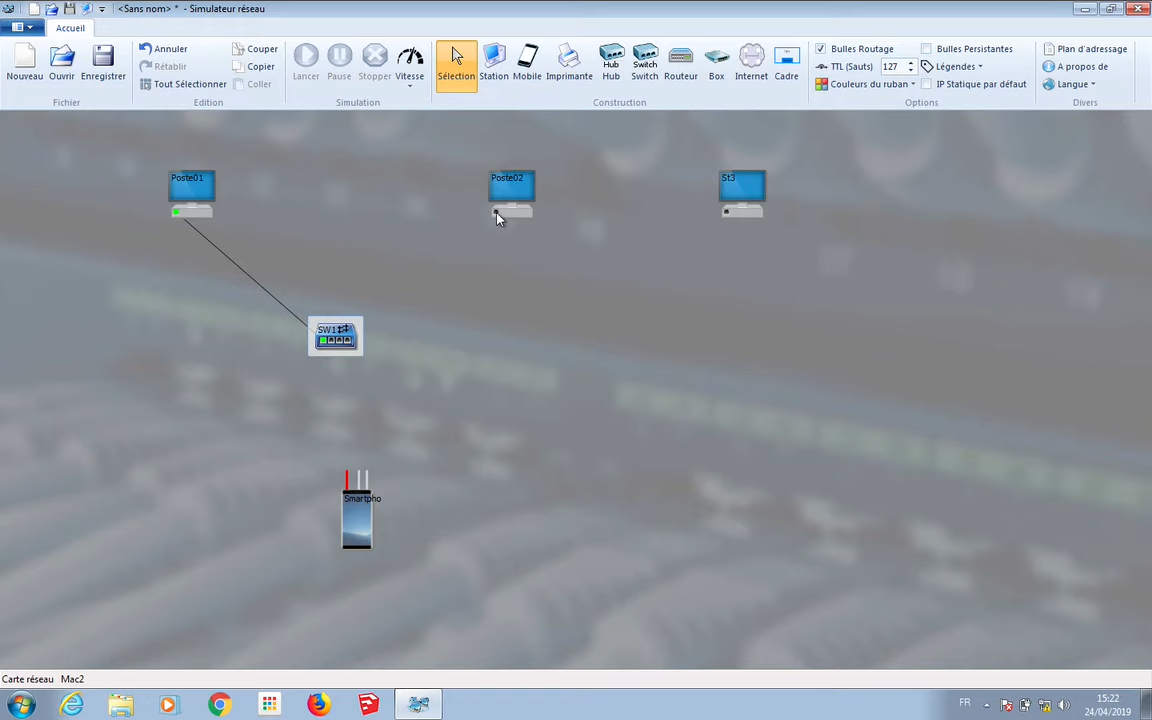 <Sans nom> * - Simulateur réseau
Accueil
Nouveau
Ouvrir
Enregistrer
Fichier
Annuler
Rétablir
Tout Sélectionner
Couper
Copier
Coller
Edition
Lancer
Pause
Stopper
Vitesse
Simulation
Sélection
Station
Mobile
Imprimante
Hub
Hub
Switch
Switch
Routeur
Box
Internet
Cadre
Construction
Bulles Routage
Bulles Persistantes
TTL (Sauts) 127
Légendes
Couleurs du ruban
IP Statique par défaut
Options
Plan d'adressage
A propos de
Langue
Divers
Poste01
Poste02
St3
SW1
Smartpho
Carte réseau Mac2
FR
15:22
24/04/2019